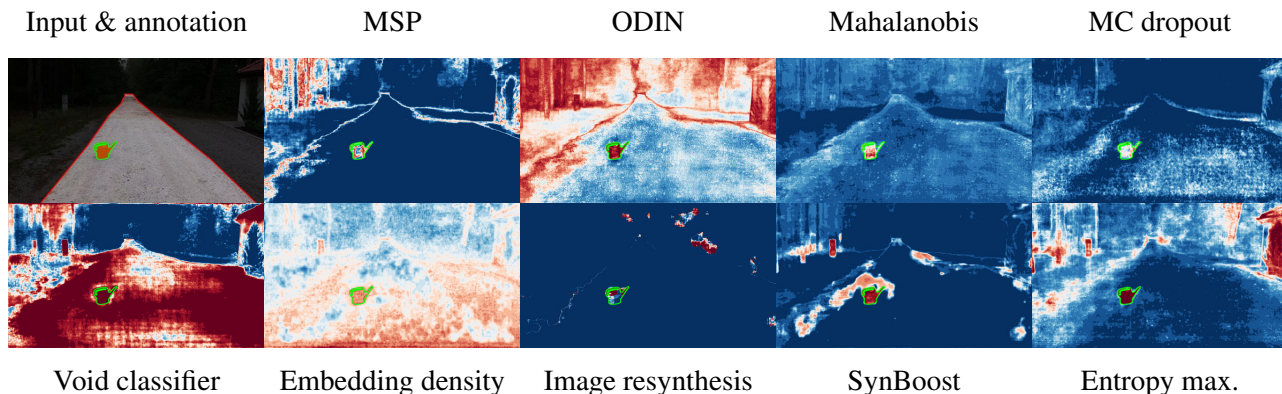 Input & annotation MSP ODIN Mahalanobis MC dropout
Void classifier Embedding density Image resynthesis SynBoost Entropy max.